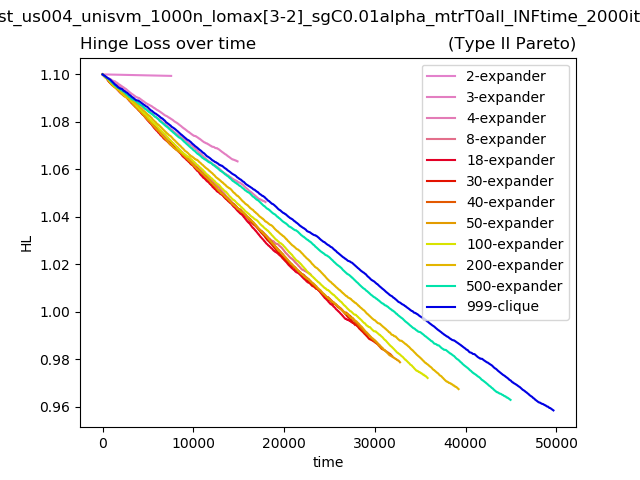 st_us004_unisvm_1000n_lomax[3-2]_sgC0.01alpha_mtrT0all_INFtime_2000it
Hinge Loss over time (Type II Pareto)
1.10
1.08
1.06
1.04
1.02
1.00
0.98
0.96
HL
2-expander
3-expander
4-expander
8-expander
18-expander
30-expander
40-expander
50-expander
100-expander
200-expander
500-expander
999-clique
0 10000 20000 30000 40000 50000
time